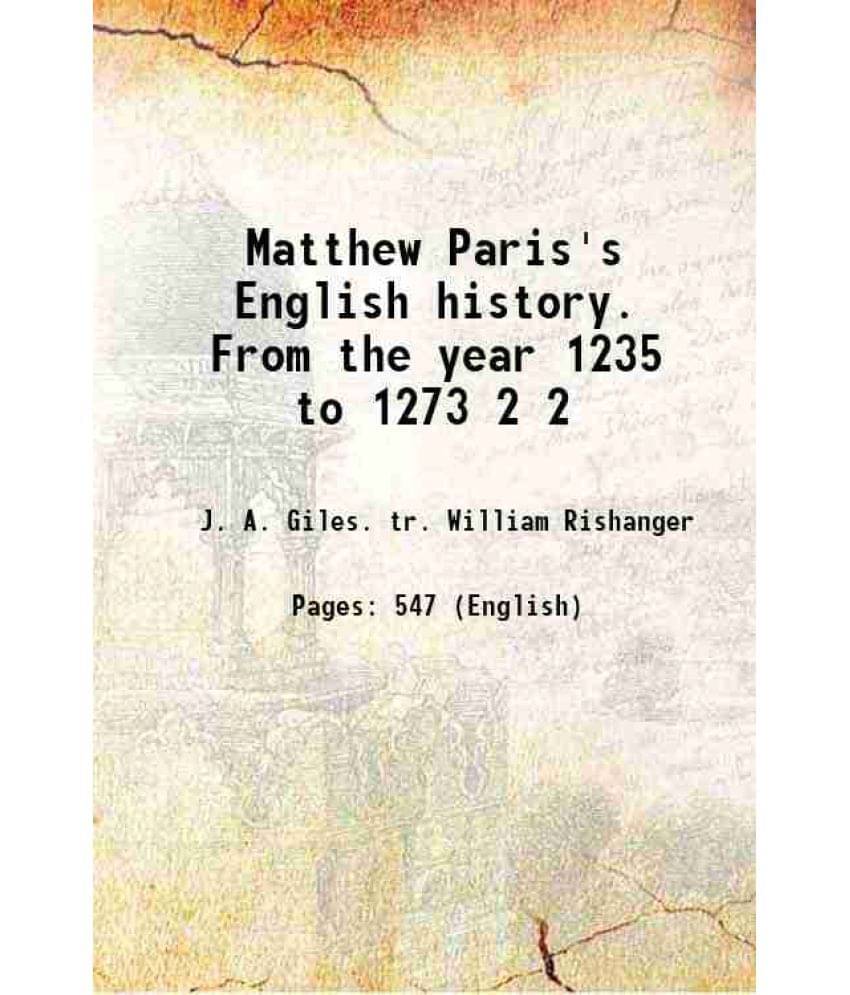 Matthew Paris's
English history.
From the year 1235
to 1273 2 2
J. A. Giles. tr. William Rishanger
Pages: 547 (English)